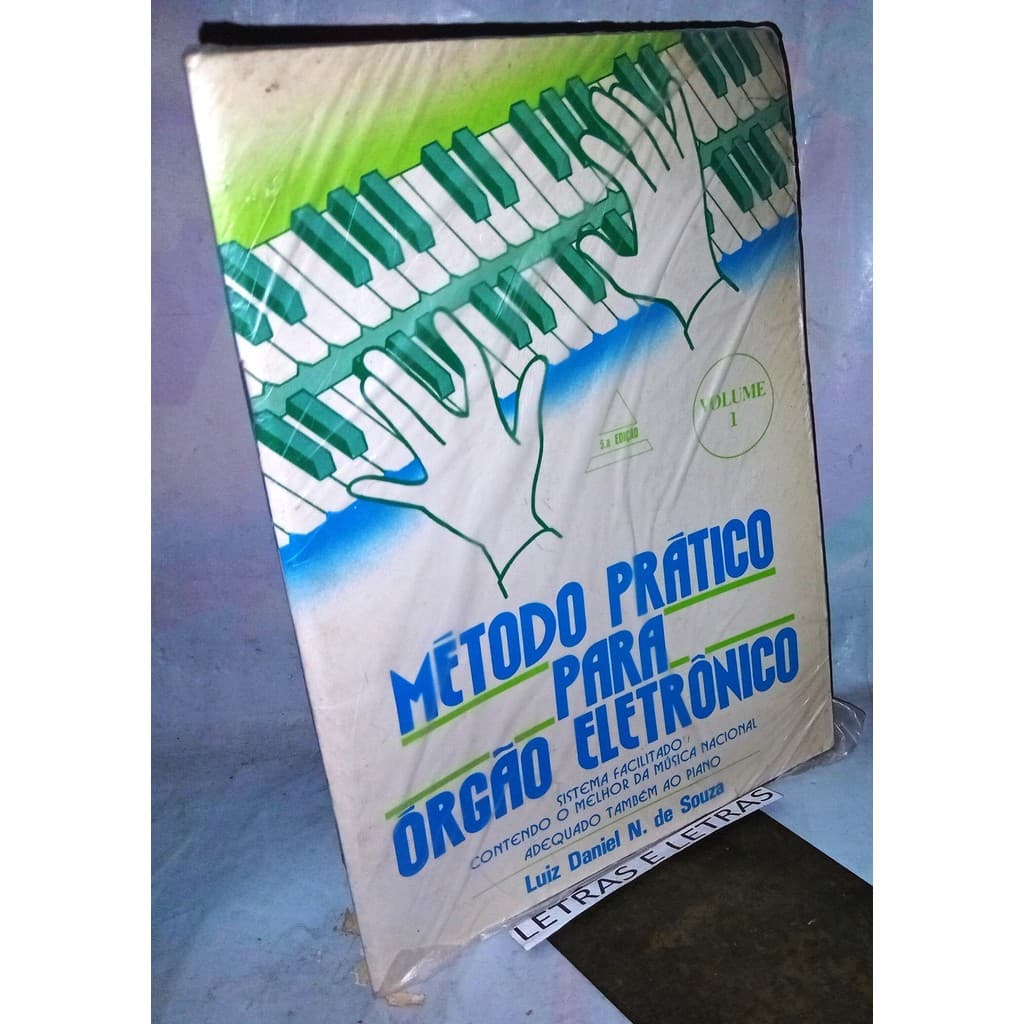 VOLUME
1
5.a EDIÇÃO
MÉTODO PRÁTICO
PARA
ÓRGÃO ELETRÔNICO
SISTEMA FACILITADO
CONTENDO O MELHOR DA MÚSICA NACIONAL
ADEQUADO TAMBÉM AO PIANO
Luiz Daniel N. de Souza
LETRAS E LETRAS